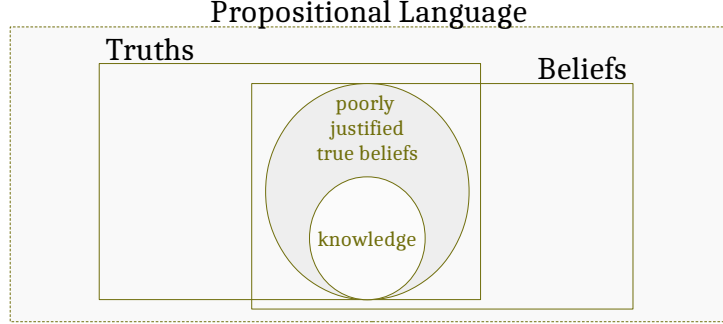 Propositional Language
Truths
Beliefs
poorly
justified
true beliefs
knowledge